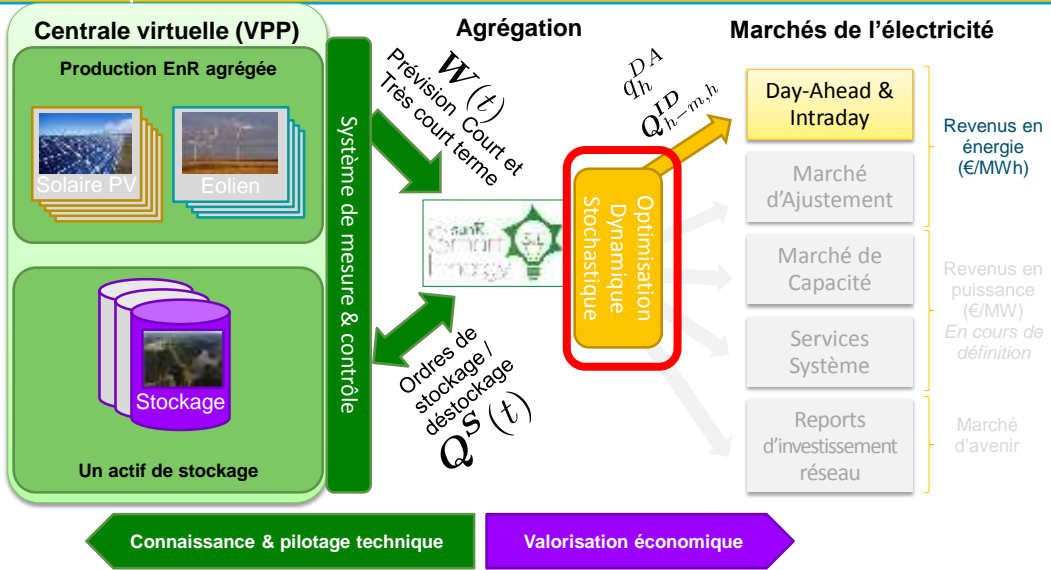 Centrale virtuelle (VPP)
Agrégation
Marchés de l'électricité
Production EnR agrégée
Solaire PV
Eolien
Stockage
Un actif de stockage
Système de mesure & contrôle
W(t)
Prévision Court et
Très court terme
sunR
Smart
Energy
Ordres de
stockage /
déstockage
Q^S(t)
Optimisation
Dynamique
Stochastique
q_h^{DA}
Q_{h-m,h}^{ID}
Day-Ahead &
Intraday
Marché
d'Ajustement
Marché de
Capacité
Services
Système
Reports
d'investissement
réseau
Revenus en
énergie
(€/MWh)
Revenus en
puissance
(€/MW)
En cours de
définition
Marché
d'avenir
Connaissance & pilotage technique
Valorisation économique